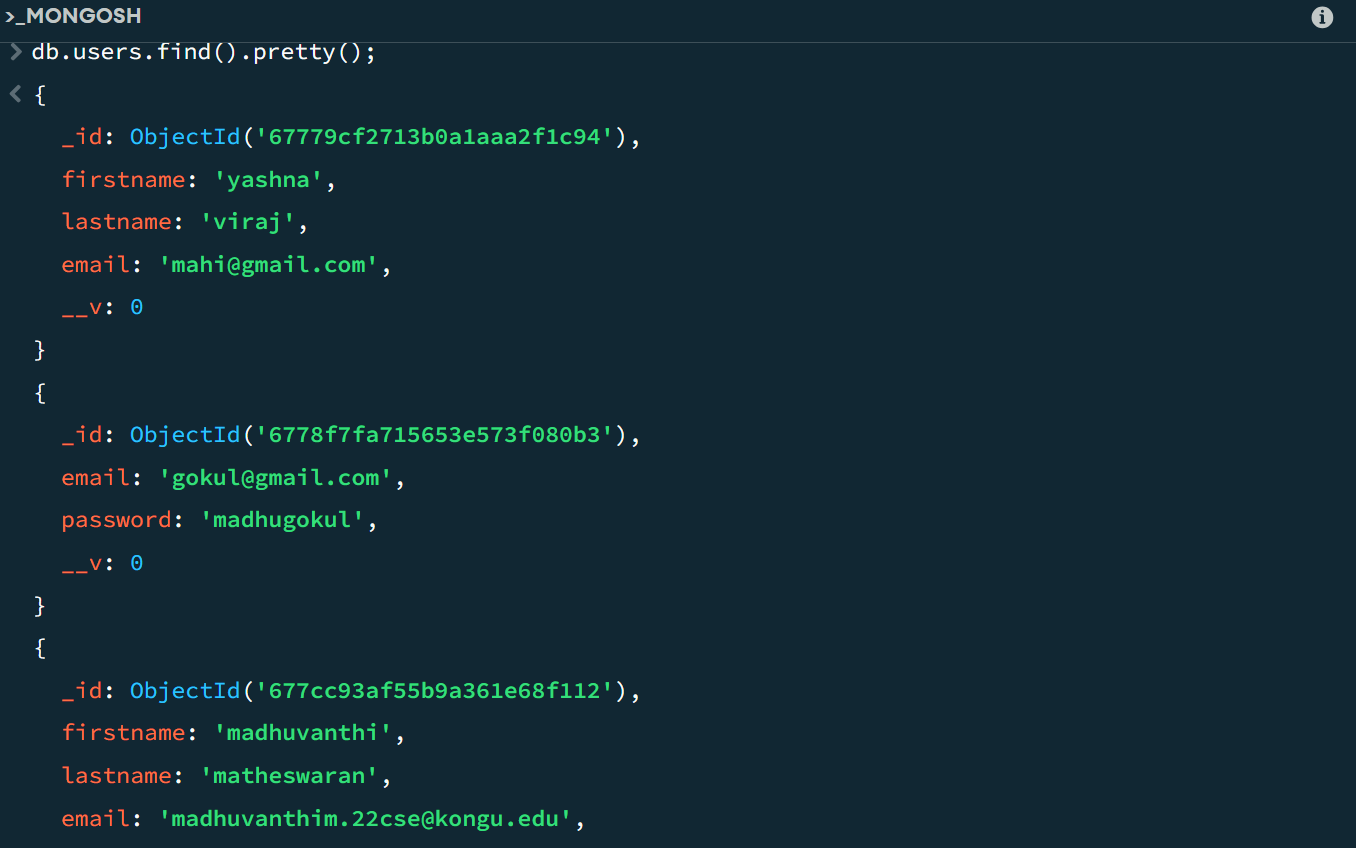 >_MONGOSH
> db.users.find().pretty();
< {
_id: ObjectId('67779cf2713b0a1aaa2f1c94'),
firstname: 'yashna',
lastname: 'viraj',
email: 'mahi@gmail.com',
__v: 0
}
{
_id: ObjectId('6778f7fa715653e573f080b3'),
email: 'gokul@gmail.com',
password: 'madhugokul',
__v: 0
}
{
_id: ObjectId('677cc93af55b9a361e68f112'),
firstname: 'madhuvanthi',
lastname: 'matheswaran',
email: 'madhuvanthim.22cse@kongu.edu',